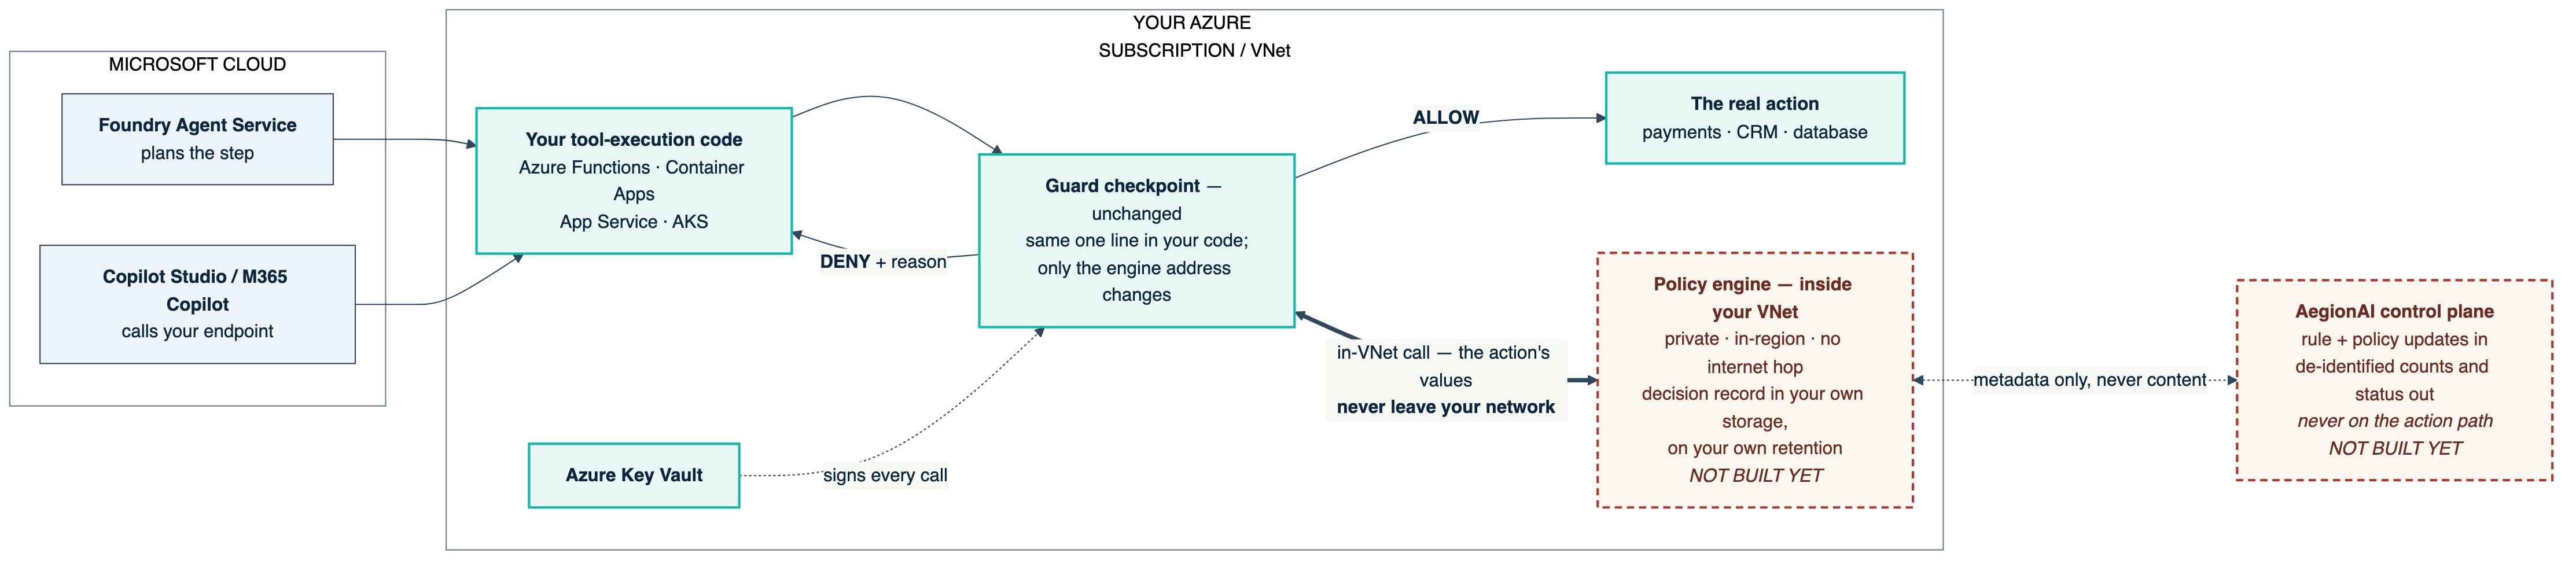 MICROSOFT CLOUD
Foundry Agent Service
plans the step
Copilot Studio / M365
Copilot
calls your endpoint
YOUR AZURE
SUBSCRIPTION / VNet
Your tool-execution code
Azure Functions · Container
Apps
App Service · AKS
DENY + reason
Azure Key Vault
signs every call
Guard checkpoint —
unchanged
same one line in your code;
only the engine address
changes
ALLOW
The real action
payments · CRM · database
in-VNet call — the action's
values
never leave your network
Policy engine — inside
your VNet
private · in-region · no
internet hop
decision record in your own
storage,
on your own retention
NOT BUILT YET
metadata only, never content
AegionAI control plane
rule + policy updates in
de-identified counts and
status out
never on the action path
NOT BUILT YET